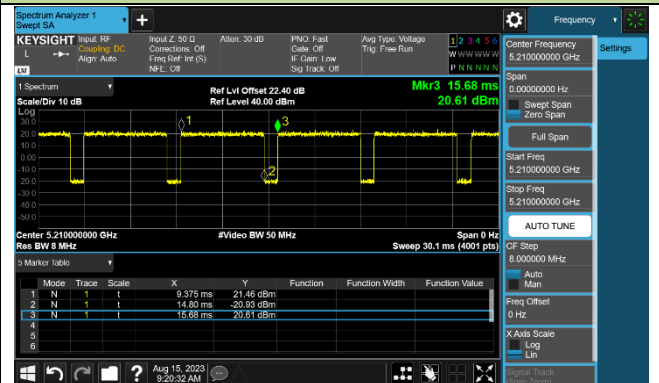 Spectrum Analyzer 1
Swept SA
Frequency
KEYSIGHT
L
LXI
Input: RF
Coupling: DC
Align: Auto
Input Z: 50 Ω
Corrections: Off
Freq Ref: Int (S)
NFE: Off
Atten: 30 dB
PNO: Fast
Gate: Off
IF Gain: Low
Sig Track: Off
Avg Type: Voltage
Trig: Free Run
1 2 3 4 5 6
W W W W W W
P N N N N N
1 Spectrum
Scale/Div 10 dB
Ref Lvl Offset 22.40 dB
Ref Level 40.00 dBm
Mkr3 15.68 ms
20.61 dBm
Log
30.0
20.0
10.0
0.00
-10.0
-20.0
-30.0
-40.0
-50.0
1
2
3
Center 5.210000000 GHz
Res BW 8 MHz
#Video BW 50 MHz
Span 0 Hz
Sweep 30.1 ms (4001 pts)
5 Marker Table
Mode Trace Scale X Y Function Function Width Function Value
1 N 1 t 9.375 ms 21.46 dBm
2 N 1 t 14.80 ms -20.93 dBm
3 N 1 t 15.68 ms 20.61 dBm
4
5
6
Aug 15, 2023
9:20:32 AM
Center Frequency
5.210000000 GHz
Settings
Span
0.00000000 Hz
Swept Span
Zero Span
Full Span
Start Freq
5.210000000 GHz
Stop Freq
5.210000000 GHz
AUTO TUNE
CF Step
8.000000 MHz
Auto
Man
Freq Offset
0 Hz
X Axis Scale
Log
Lin
Signal Track
(Span Zoom)